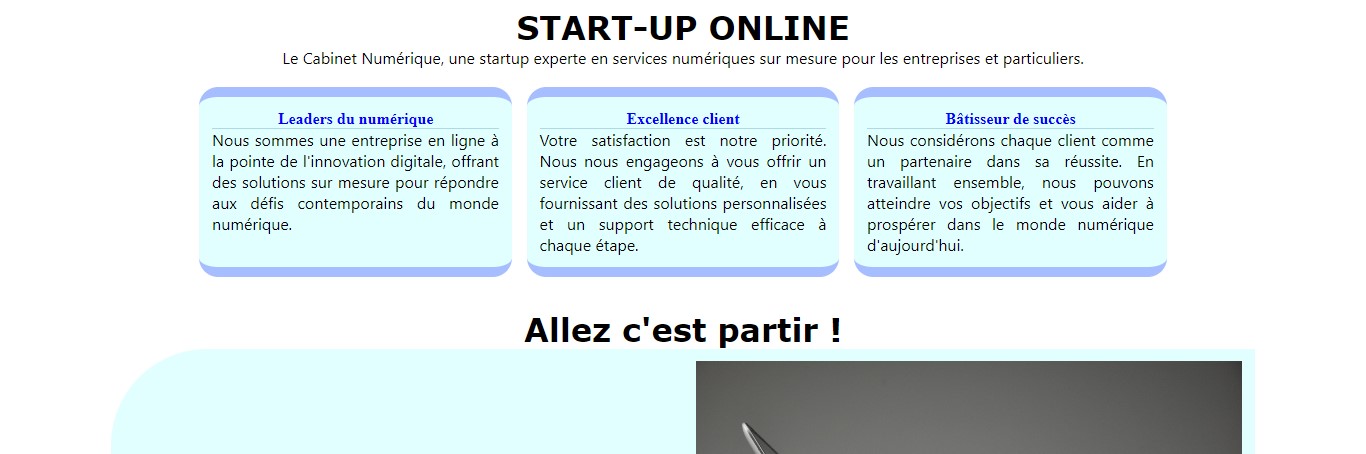 START-UP ONLINE
Le Cabinet Numérique, une startup experte en services numériques sur mesure pour les entreprises et particuliers.
Leaders du numérique
Nous sommes une entreprise en ligne à
la pointe de l'innovation digitale, offrant
des solutions sur mesure pour répondre
aux défis contemporains du monde
numérique.
Excellence client
Votre satisfaction est notre priorité.
Nous nous engageons à vous offrir un
service client de qualité, en vous
fournissant des solutions personnalisées
et un support technique efficace à
chaque étape.
Bâtisseur de succès
Nous considérons chaque client comme
un partenaire dans sa réussite. En
travaillant ensemble, nous pouvons
atteindre vos objectifs et vous aider à
prospérer dans le monde numérique
d'aujourd'hui.
Allez c'est partir !